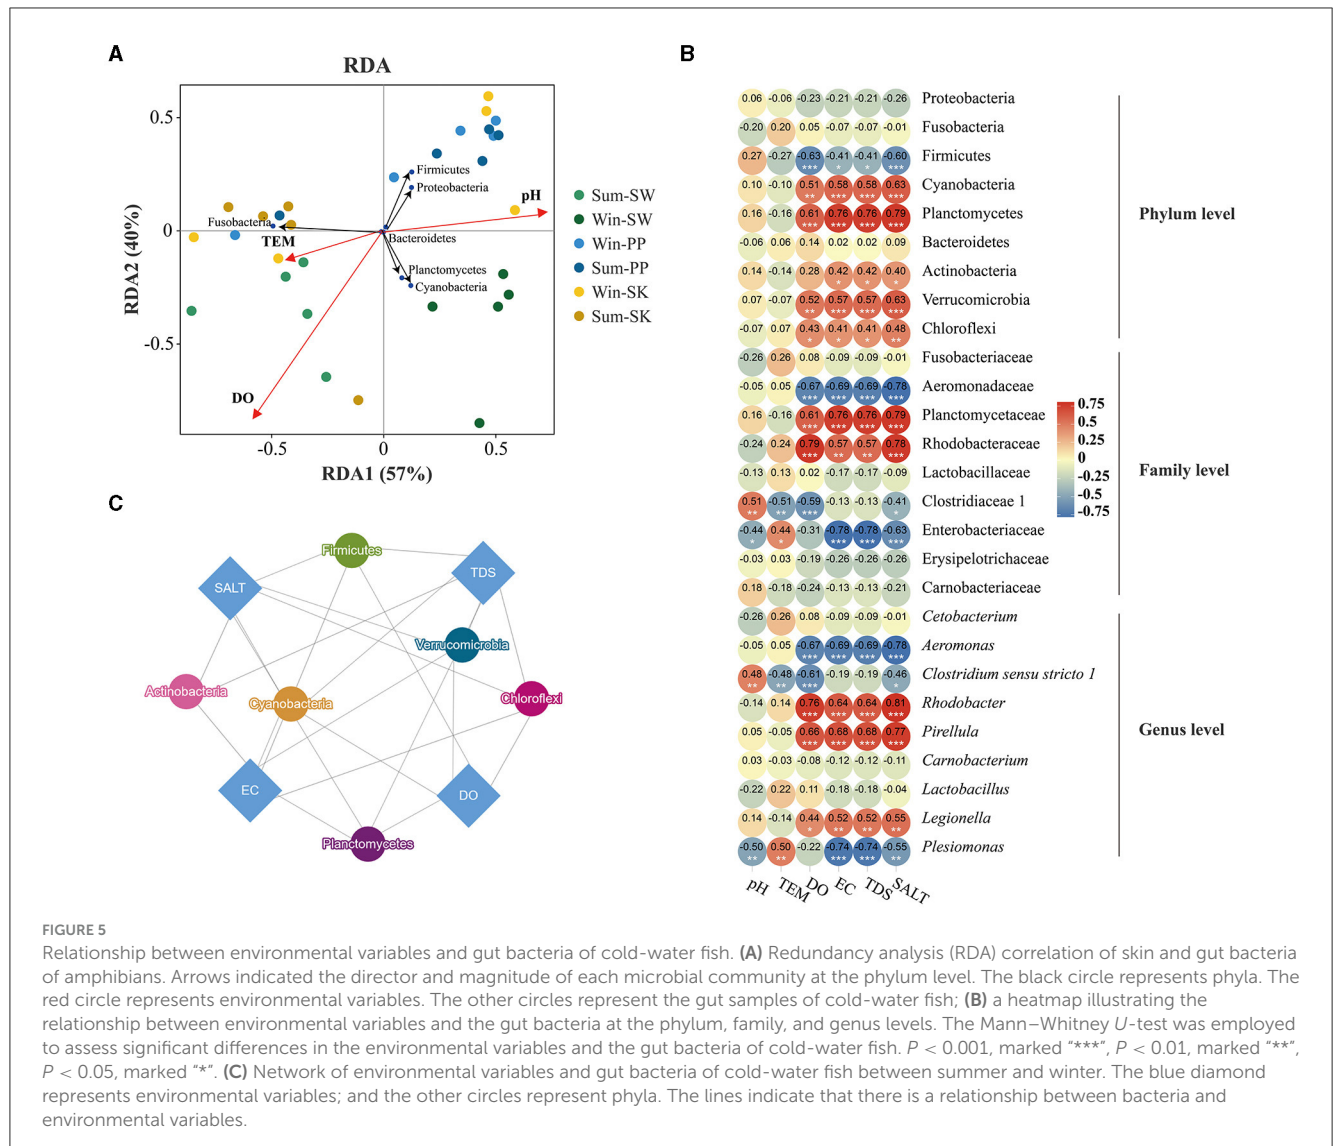 A
RDA
0.5
0
-0.5
RDA2 (40%)
-0.5
0
0.5
RDA1 (57%)
Firmicutes
Proteobacteria
pH
Fusobacteria
TEM
Bacteroidetes
Planctomycetes
Cyanobacteria
DO
Sum-SW
Win-SW
Win-PP
Sum-PP
Win-SK
Sum-SK
B
0.06 -0.06 -0.23 -0.21 -0.21 -0.26 Proteobacteria
-0.20 0.20 0.05 -0.07 -0.07 -0.01 Fusobacteria
0.27 -0.27 -0.63 -0.41 -0.41 -0.60 Firmicutes
*** * * ***
0.10 -0.10 0.51 0.58 0.58 0.63 Cyanobacteria
** *** *** ***
0.16 -0.16 0.61 0.76 0.76 0.79 Planctomycetes
*** *** *** ***
-0.06 0.06 0.14 0.02 0.02 0.09 Bacteroidetes
0.14 -0.14 0.28 0.42 0.42 0.40 Actinobacteria
* * *
0.07 -0.07 0.52 0.57 0.57 0.63 Verrucomicrobia
** *** *** ***
-0.07 0.07 0.43 0.41 0.41 0.48 Chloroflexi
* * * **
-0.26 0.26 0.08 -0.09 -0.09 -0.01 Fusobacteriaceae
-0.05 0.05 -0.67 -0.69 -0.69 -0.78 Aeromonadaceae
*** *** *** ***
0.16 -0.16 0.61 0.76 0.76 0.79 Planctomycetaceae
*** *** *** ***
-0.24 0.24 0.79 0.57 0.57 0.78 Rhodobacteraceae
*** ** ** ***
-0.13 0.13 0.02 -0.17 -0.17 -0.09 Lactobacillaceae
0.51 -0.51 -0.59 -0.13 -0.13 -0.41 Clostridiaceae 1
** ** *** *
-0.44 0.44 -0.31 -0.78 -0.78 -0.63 Enterobacteriaceae
* * *** *** ***
-0.03 0.03 -0.19 -0.26 -0.26 -0.26 Erysipelotrichaceae
0.18 -0.18 -0.24 -0.13 -0.13 -0.21 Carnobacteriaceae
-0.26 0.26 0.08 -0.09 -0.09 -0.01 Cetobacterium
-0.05 0.05 -0.67 -0.69 -0.69 -0.78 Aeromonas
*** *** *** ***
0.48 -0.48 -0.61 -0.19 -0.19 -0.46 Clostridium sensu stricto 1
** ** *** *
-0.14 0.14 0.76 0.64 0.64 0.81 Rhodobacter
*** *** *** ***
0.05 -0.05 0.66 0.68 0.68 0.77 Pirellula
*** *** *** ***
0.03 -0.03 -0.08 -0.12 -0.12 -0.11 Carnobacterium
-0.22 0.22 0.11 -0.18 -0.18 -0.04 Lactobacillus
0.14 -0.14 0.44 0.52 0.52 0.55 Legionella
* ** ** **
-0.50 0.50 -0.22 -0.74 -0.74 -0.55 Plesiomonas
** ** *** *** **
pH TEM DO EC TDS SALT
0.75
0.5
0.25
0
-0.25
-0.5
-0.75
Phylum level
Family level
Genus level
C
Firmicutes
SALT
TDS
Verrucomicrobia
Actinobacteria
Cyanobacteria
Chloroflexi
EC
DO
Planctomycetes
FIGURE 5
Relationship between environmental variables and gut bacteria of cold-water fish. (A) Redundancy analysis (RDA) correlation of skin and gut bacteria
of amphibians. Arrows indicated the director and magnitude of each microbial community at the phylum level. The black circle represents phyla. The
red circle represents environmental variables. The other circles represent the gut samples of cold-water fish; (B) a heatmap illustrating the
relationship between environmental variables and the gut bacteria at the phylum, family, and genus levels. The Mann–Whitney U-test was employed
to assess significant differences in the environmental variables and the gut bacteria of cold-water fish. P < 0.001, marked “***”, P < 0.01, marked “**”,
P < 0.05, marked “*”. (C) Network of environmental variables and gut bacteria of cold-water fish between summer and winter. The blue diamond
represents environmental variables; and the other circles represent phyla. The lines indicate that there is a relationship between bacteria and
environmental variables.